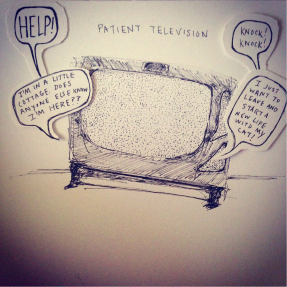 HELP!
PATIENT TELEVISION
KNOCK!
KNOCK!
I'M IN A LITTLE
COTTAGE. DOES
ANYONE ELSE KNOW
I'M HERE??
I JUST
WANT TO
LEAVE AND
START A
NEW LIFE
WITH MY
CAT!